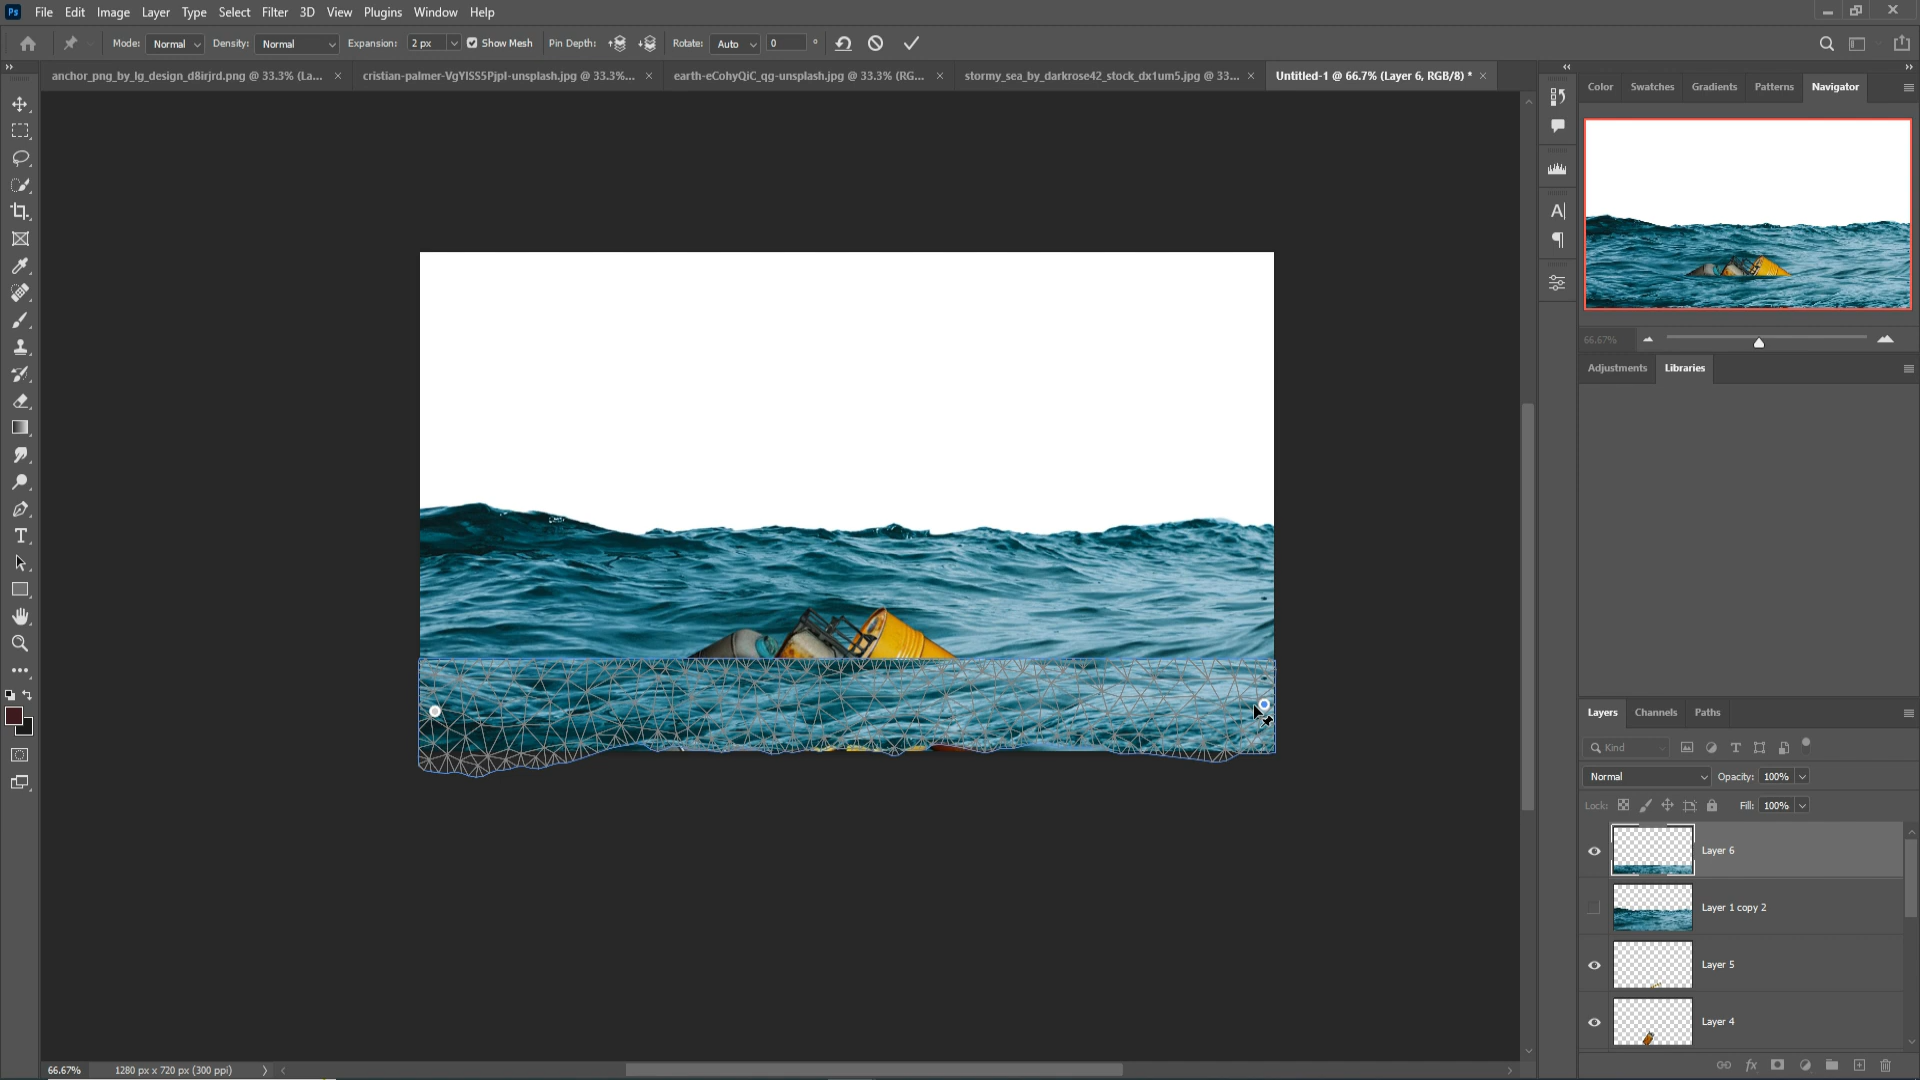 Ps File Edit Image Layer Type Select Filter 3D View Plugins Window Help
Mode: Normal Density: Normal Expansion: 2 px Show Mesh Pin Depth: Rotate: Auto 0 °
anchor_png_by_lg_design_d8irjrd.png @ 33.3% (La... × cristian-palmer-VgYlSS5PjpI-unsplash.jpg @ 33.3%... × earth-eCohyQiC_qg-unsplash.jpg @ 33.3% (RG... × stormy_sea_by_darkrose42_stock_dx1um5.jpg @ 33... × Untitled-1 @ 66.7% (Layer 6, RGB/8) * ×
Color Swatches Gradients Patterns Navigator
66.67%
Adjustments Libraries
Layers Channels Paths
Kind
Normal Opacity: 100%
Lock: Fill: 100%
Layer 6
Layer 1 copy 2
Layer 5
Layer 4
66.67% 1280 px x 720 px (300 ppi)